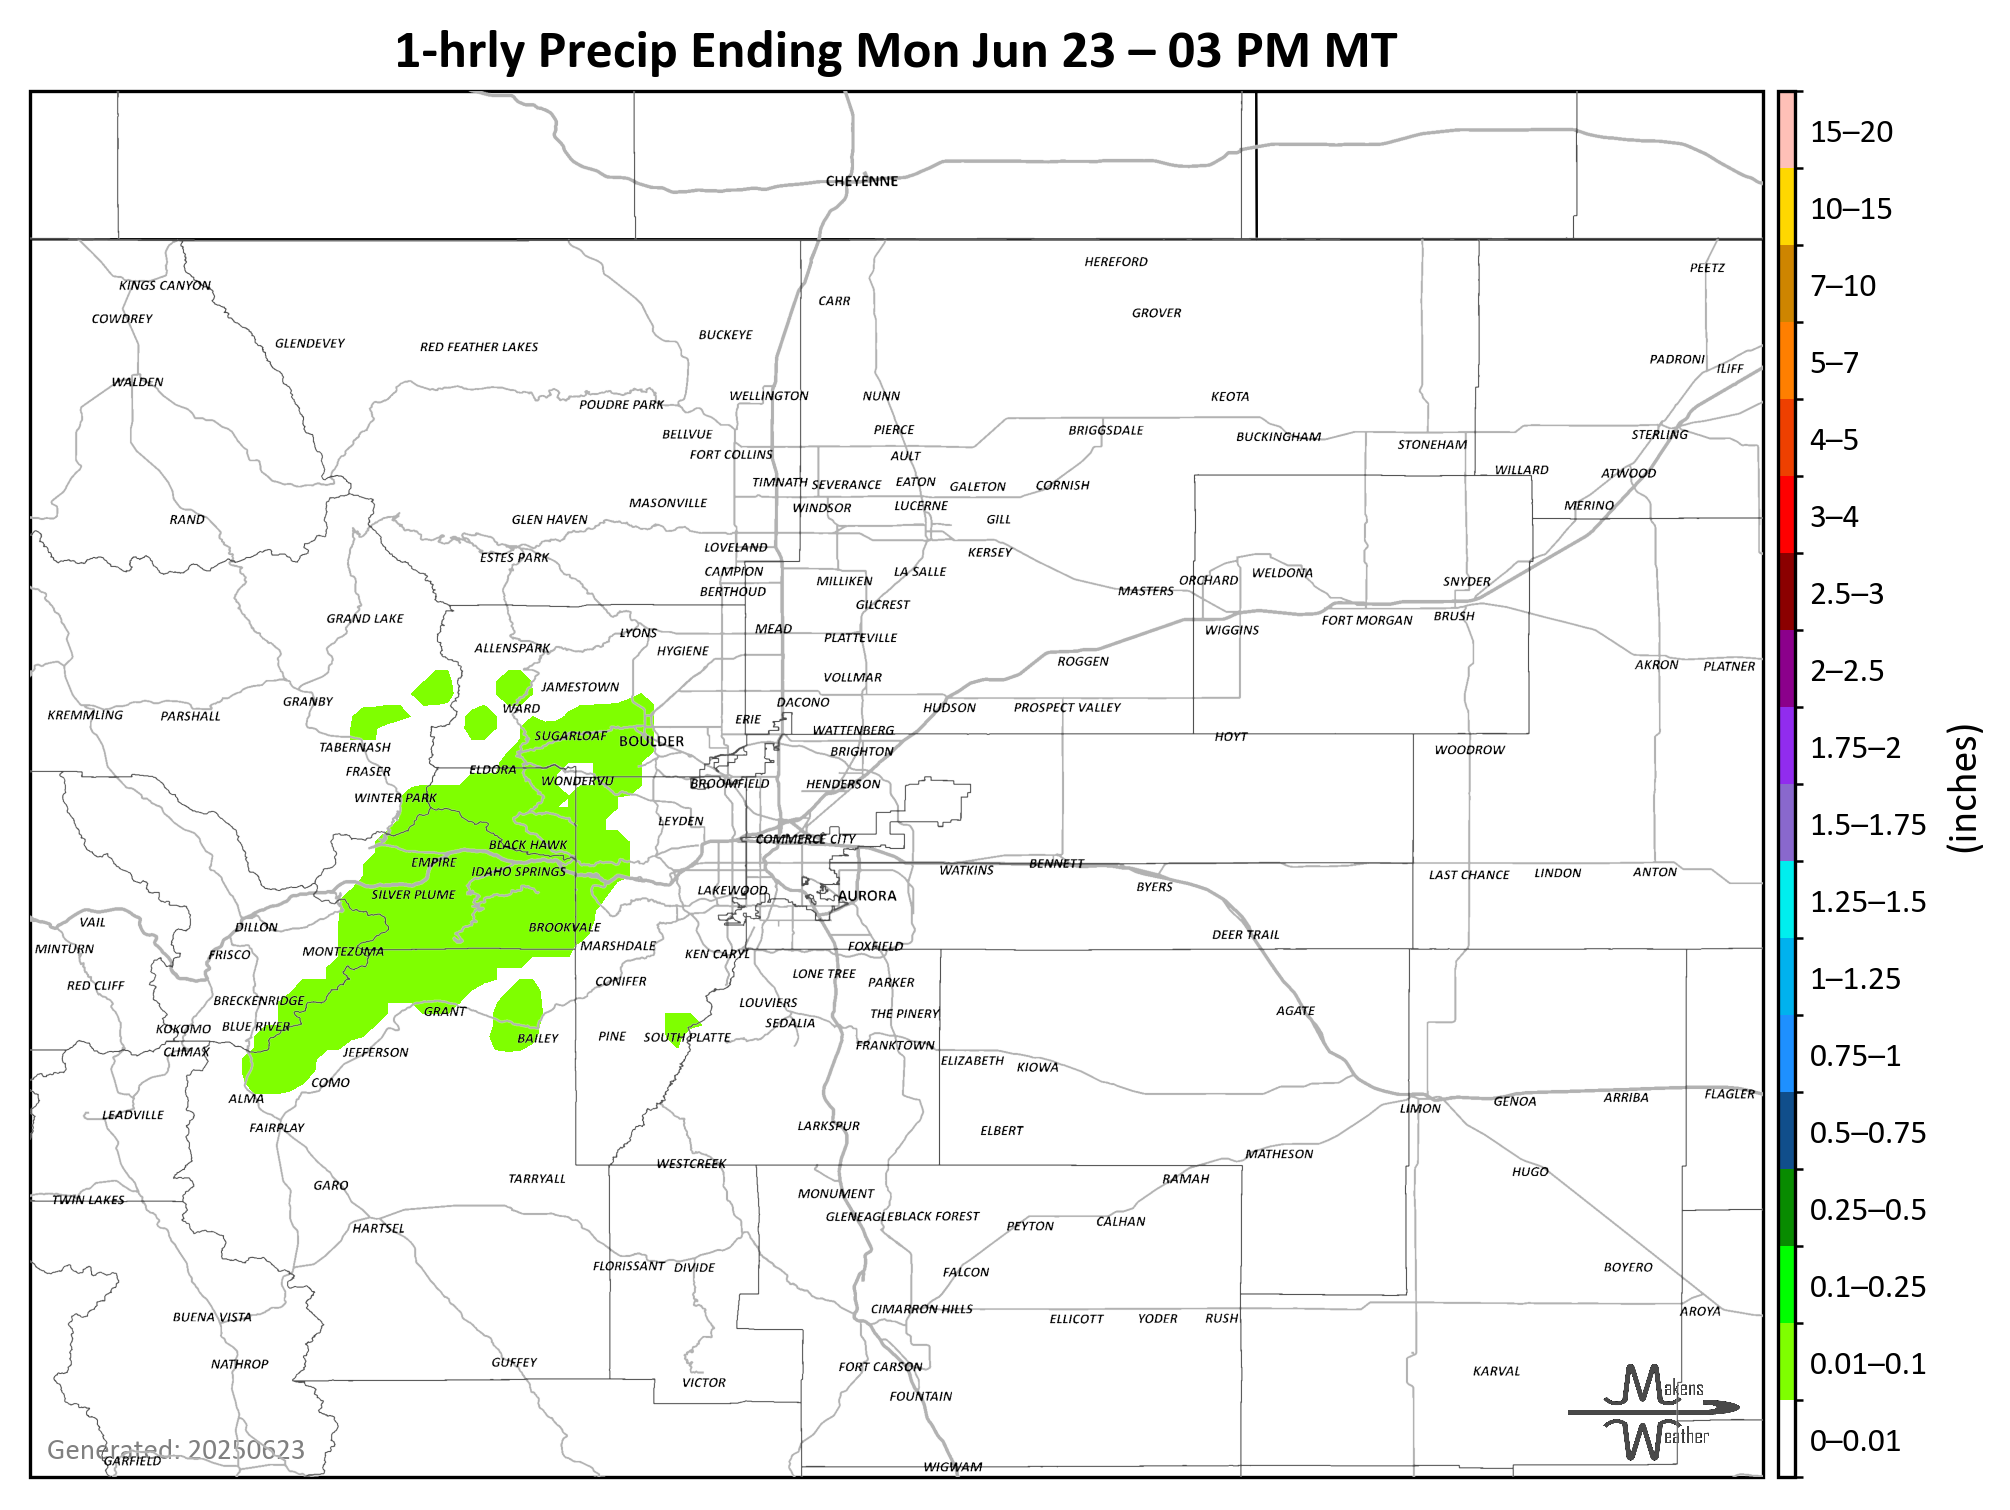 1-hrly Precip Ending Mon Jun 23 – 03 PM MT
CHEYENNE
HEREFORD
PEETZ
KINGS CANYON
CARR
COWDREY
GROVER
BUCKEYE
GLENDEVEY
RED FEATHER LAKES
PADRONI
ILIFF
WALDEN
WELLINGTON
NUNN
KEOTA
POUDRE PARK
BELLVUE
PIERCE
BRIGGSDALE
BUCKINGHAM
STERLING
STONEHAM
FORT COLLINS
AULT
WILLARD
ATWOOD
TIMNATH
SEVERANCE
EATON
GALETON
CORNISH
MASONVILLE
WINDSOR
LUCERNE
MERINO
RAND
GLEN HAVEN
GILL
LOVELAND
KERSEY
ESTES PARK
CAMPION
MILLIKEN
LA SALLE
ORCHARD
WELDONA
SNYDER
BERTHOUD
MASTERS
GILCREST
GRAND LAKE
LYONS
MEAD
PLATTEVILLE
WIGGINS
FORT MORGAN
BRUSH
ALLENSPARK
HYGIENE
ROGGEN
AKRON
PLATNER
VOLLMAR
JAMESTOWN
GRANBY
WARD
DACONO
HUDSON
PROSPECT VALLEY
KREMMLING
PARSHALL
ERIE
WATTENBERG
SUGARLOAF
BOULDER
HOYT
TABERNASH
BRIGHTON
WOODROW
FRASER
ELDORA
WONDERVU
BROOMFIELD
HENDERSON
WINTER PARK
LEYDEN
BLACK HAWK
COMMERCE CITY
EMPIRE
IDAHO SPRINGS
WATKINS
BENNETT
BYERS
LAST CHANCE
LINDON
ANTON
SILVER PLUME
LAKEWOOD
AURORA
VAIL
DILLON
BROOKVALE
DEER TRAIL
MINTURN
FRISCO
MONTEZUMA
MARSHDALE
KEN CARYL
FOXFIELD
RED CLIFF
CONIFER
LONE TREE
PARKER
BRECKENRIDGE
GRANT
LOUVIERS
THE PINERY
AGATE
KOKOMO
BLUE RIVER
BAILEY
PINE
SOUTH PLATTE
SEDALIA
CLIMAX
JEFFERSON
FRANKTOWN
ELIZABETH
KIOWA
COMO
ALMA
LIMON
GENOA
ARRIBA
FLAGLER
LEADVILLE
FAIRPLAY
LARKSPUR
ELBERT
WESTCREEK
MATHESON
TWIN LAKES
GARO
TARRYALL
MONUMENT
RAMAH
HUGO
HARTSEL
GLENEAGLE
BLACK FOREST
PEYTON
CALHAN
FLORISSANT
DIVIDE
FALCON
BOYERO
BUENA VISTA
CIMARRON HILLS
ELLICOTT
YODER
RUSH
AROYA
NATHROP
GUFFEY
VICTOR
FORT CARSON
KARVAL
FOUNTAIN
GARFIELD
WIGWAM
Generated: 20250623
Makens
Weather
15–20
10–15
7–10
5–7
4–5
3–4
2.5–3
2–2.5
1.75–2
1.5–1.75
1.25–1.5
1–1.25
0.75–1
0.5–0.75
0.25–0.5
0.1–0.25
0.01–0.1
0–0.01
(inches)